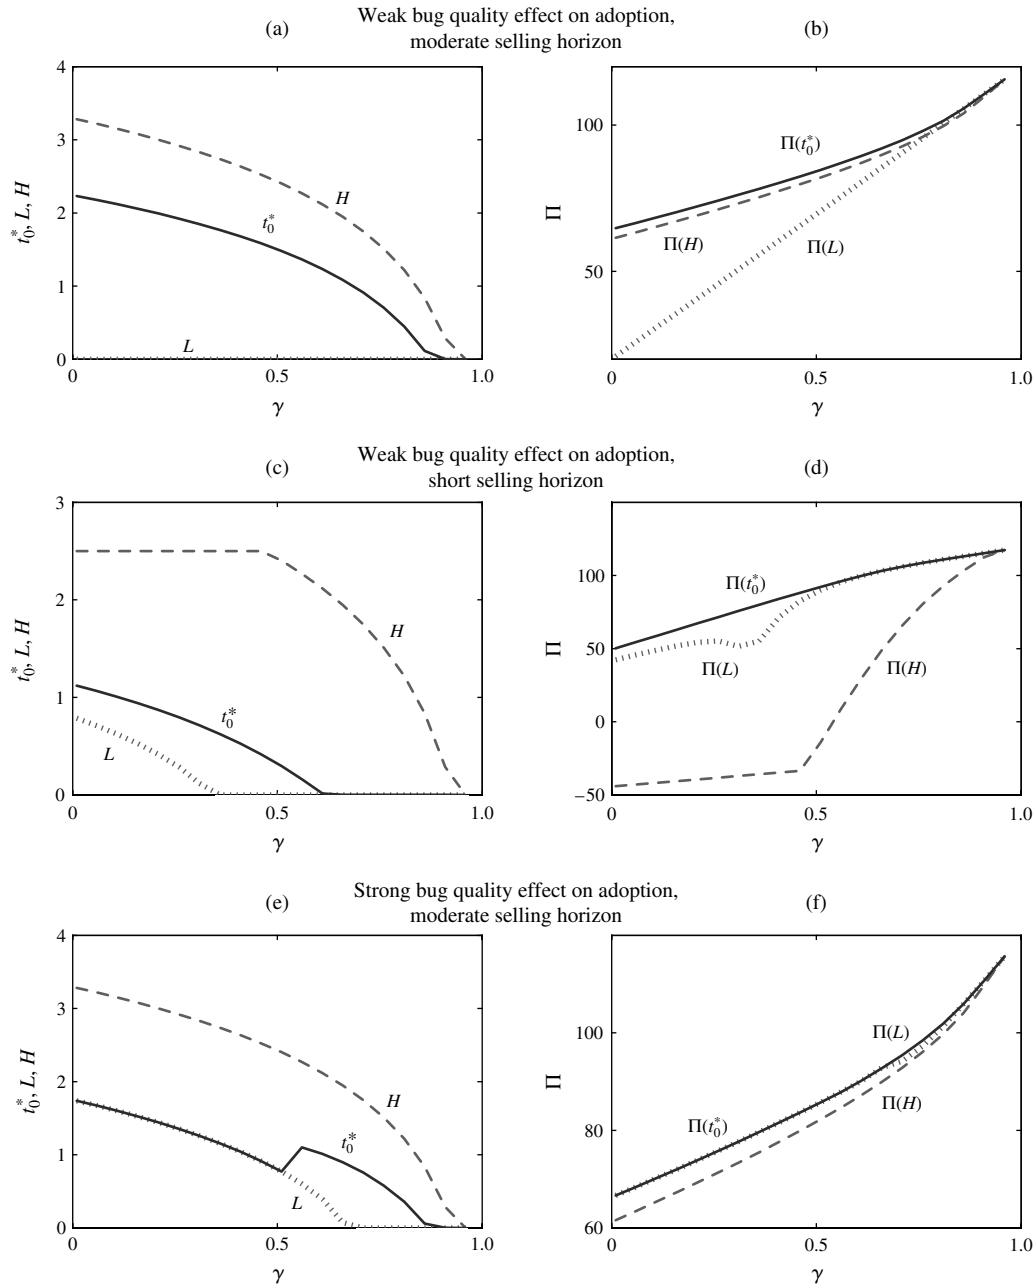 Weak bug quality effect on adoption,
moderate selling horizon
(a)
(b)
4
3
2
1
0
t₀*, L, H
H
t₀*
L
0
0.5
1.0
γ
100
50
Π
Π(t₀*)
Π(H)
Π(L)
0
0.5
1.0
γ
Weak bug quality effect on adoption,
short selling horizon
(c)
(d)
3
2
1
0
t₀*, L, H
H
t₀*
L
0
0.5
1.0
γ
100
50
0
−50
Π
Π(t₀*)
Π(L)
Π(H)
0
0.5
1.0
γ
Strong bug quality effect on adoption,
moderate selling horizon
(e)
(f)
4
3
2
1
0
t₀*, L, H
H
t₀*
L
0
0.5
1.0
γ
100
80
60
Π
Π(L)
Π(H)
Π(t₀*)
0
0.5
1.0
γ